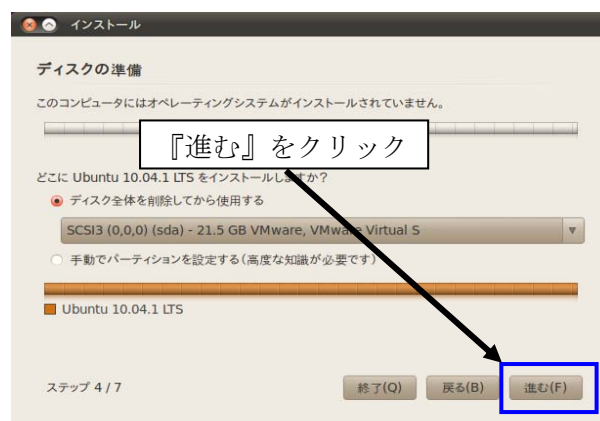 インストール
ディスクの準備
このコンピュータにはオペレーティングシステムがインストールされていません。
『進む』をクリック
どこに Ubuntu 10.04.1 LTS をインストールしますか？
ディスク全体を削除してから使用する
SCSI3 (0,0,0) (sda) - 21.5 GB VMware, VMware Virtual S
手動でパーティションを設定する(高度な知識が必要です)
Ubuntu 10.04.1 LTS
ステップ 4 / 7
終了(Q)
戻る(B)
進む(F)